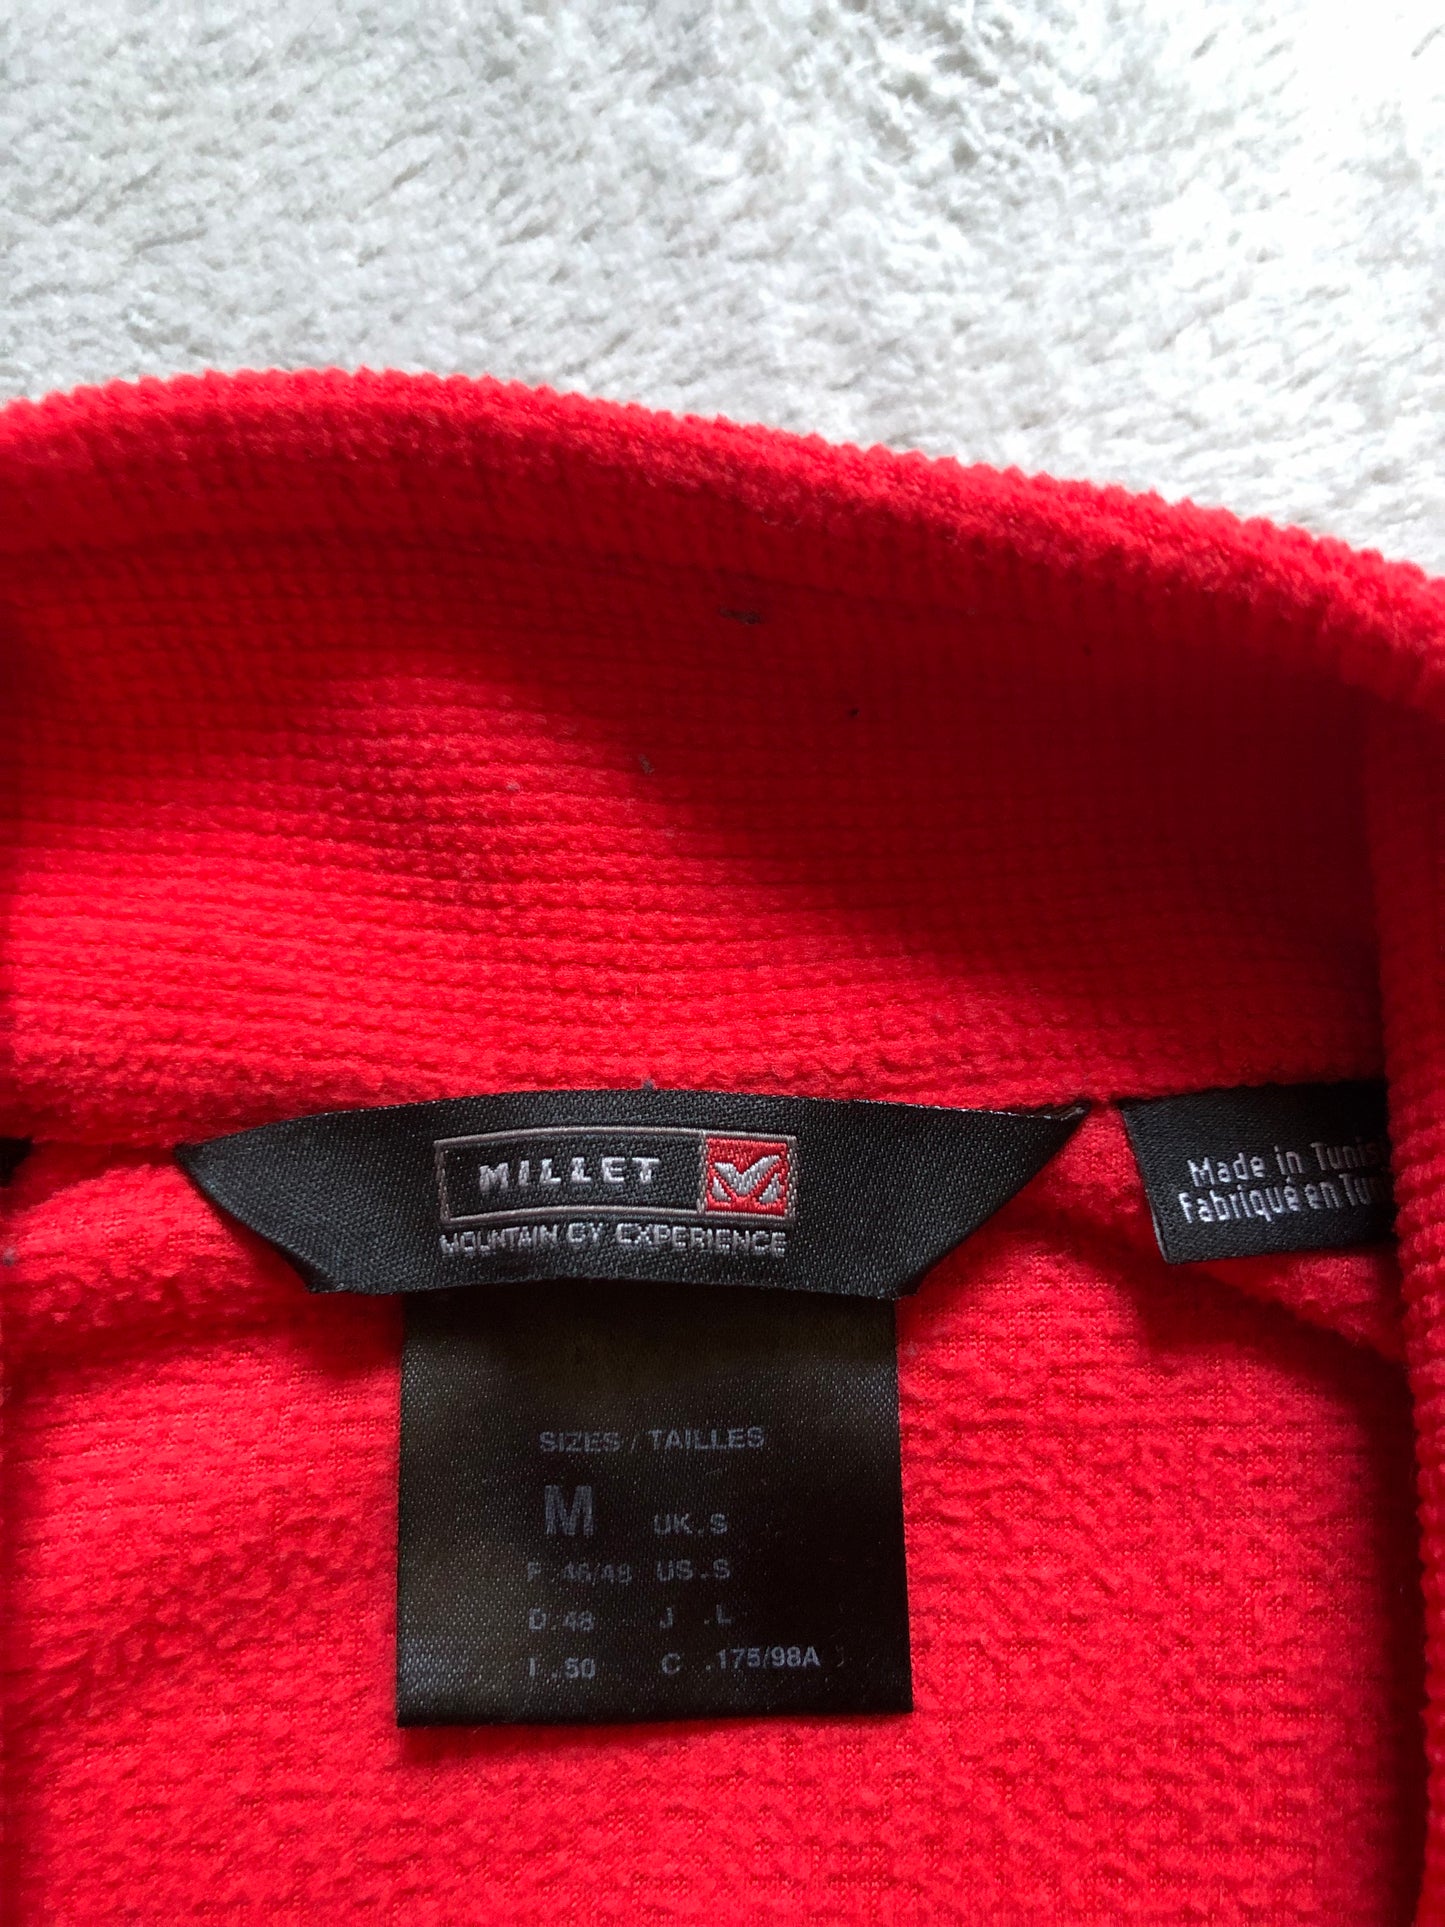 MILLET
MOUNTAIN BY EXPERIENCE
Made in Tunis
Fabriqué en Tun
SIZES / TAILLES
M UK.S
F.46/48 US.S
D.48 J .L
I .50 C .175/98A